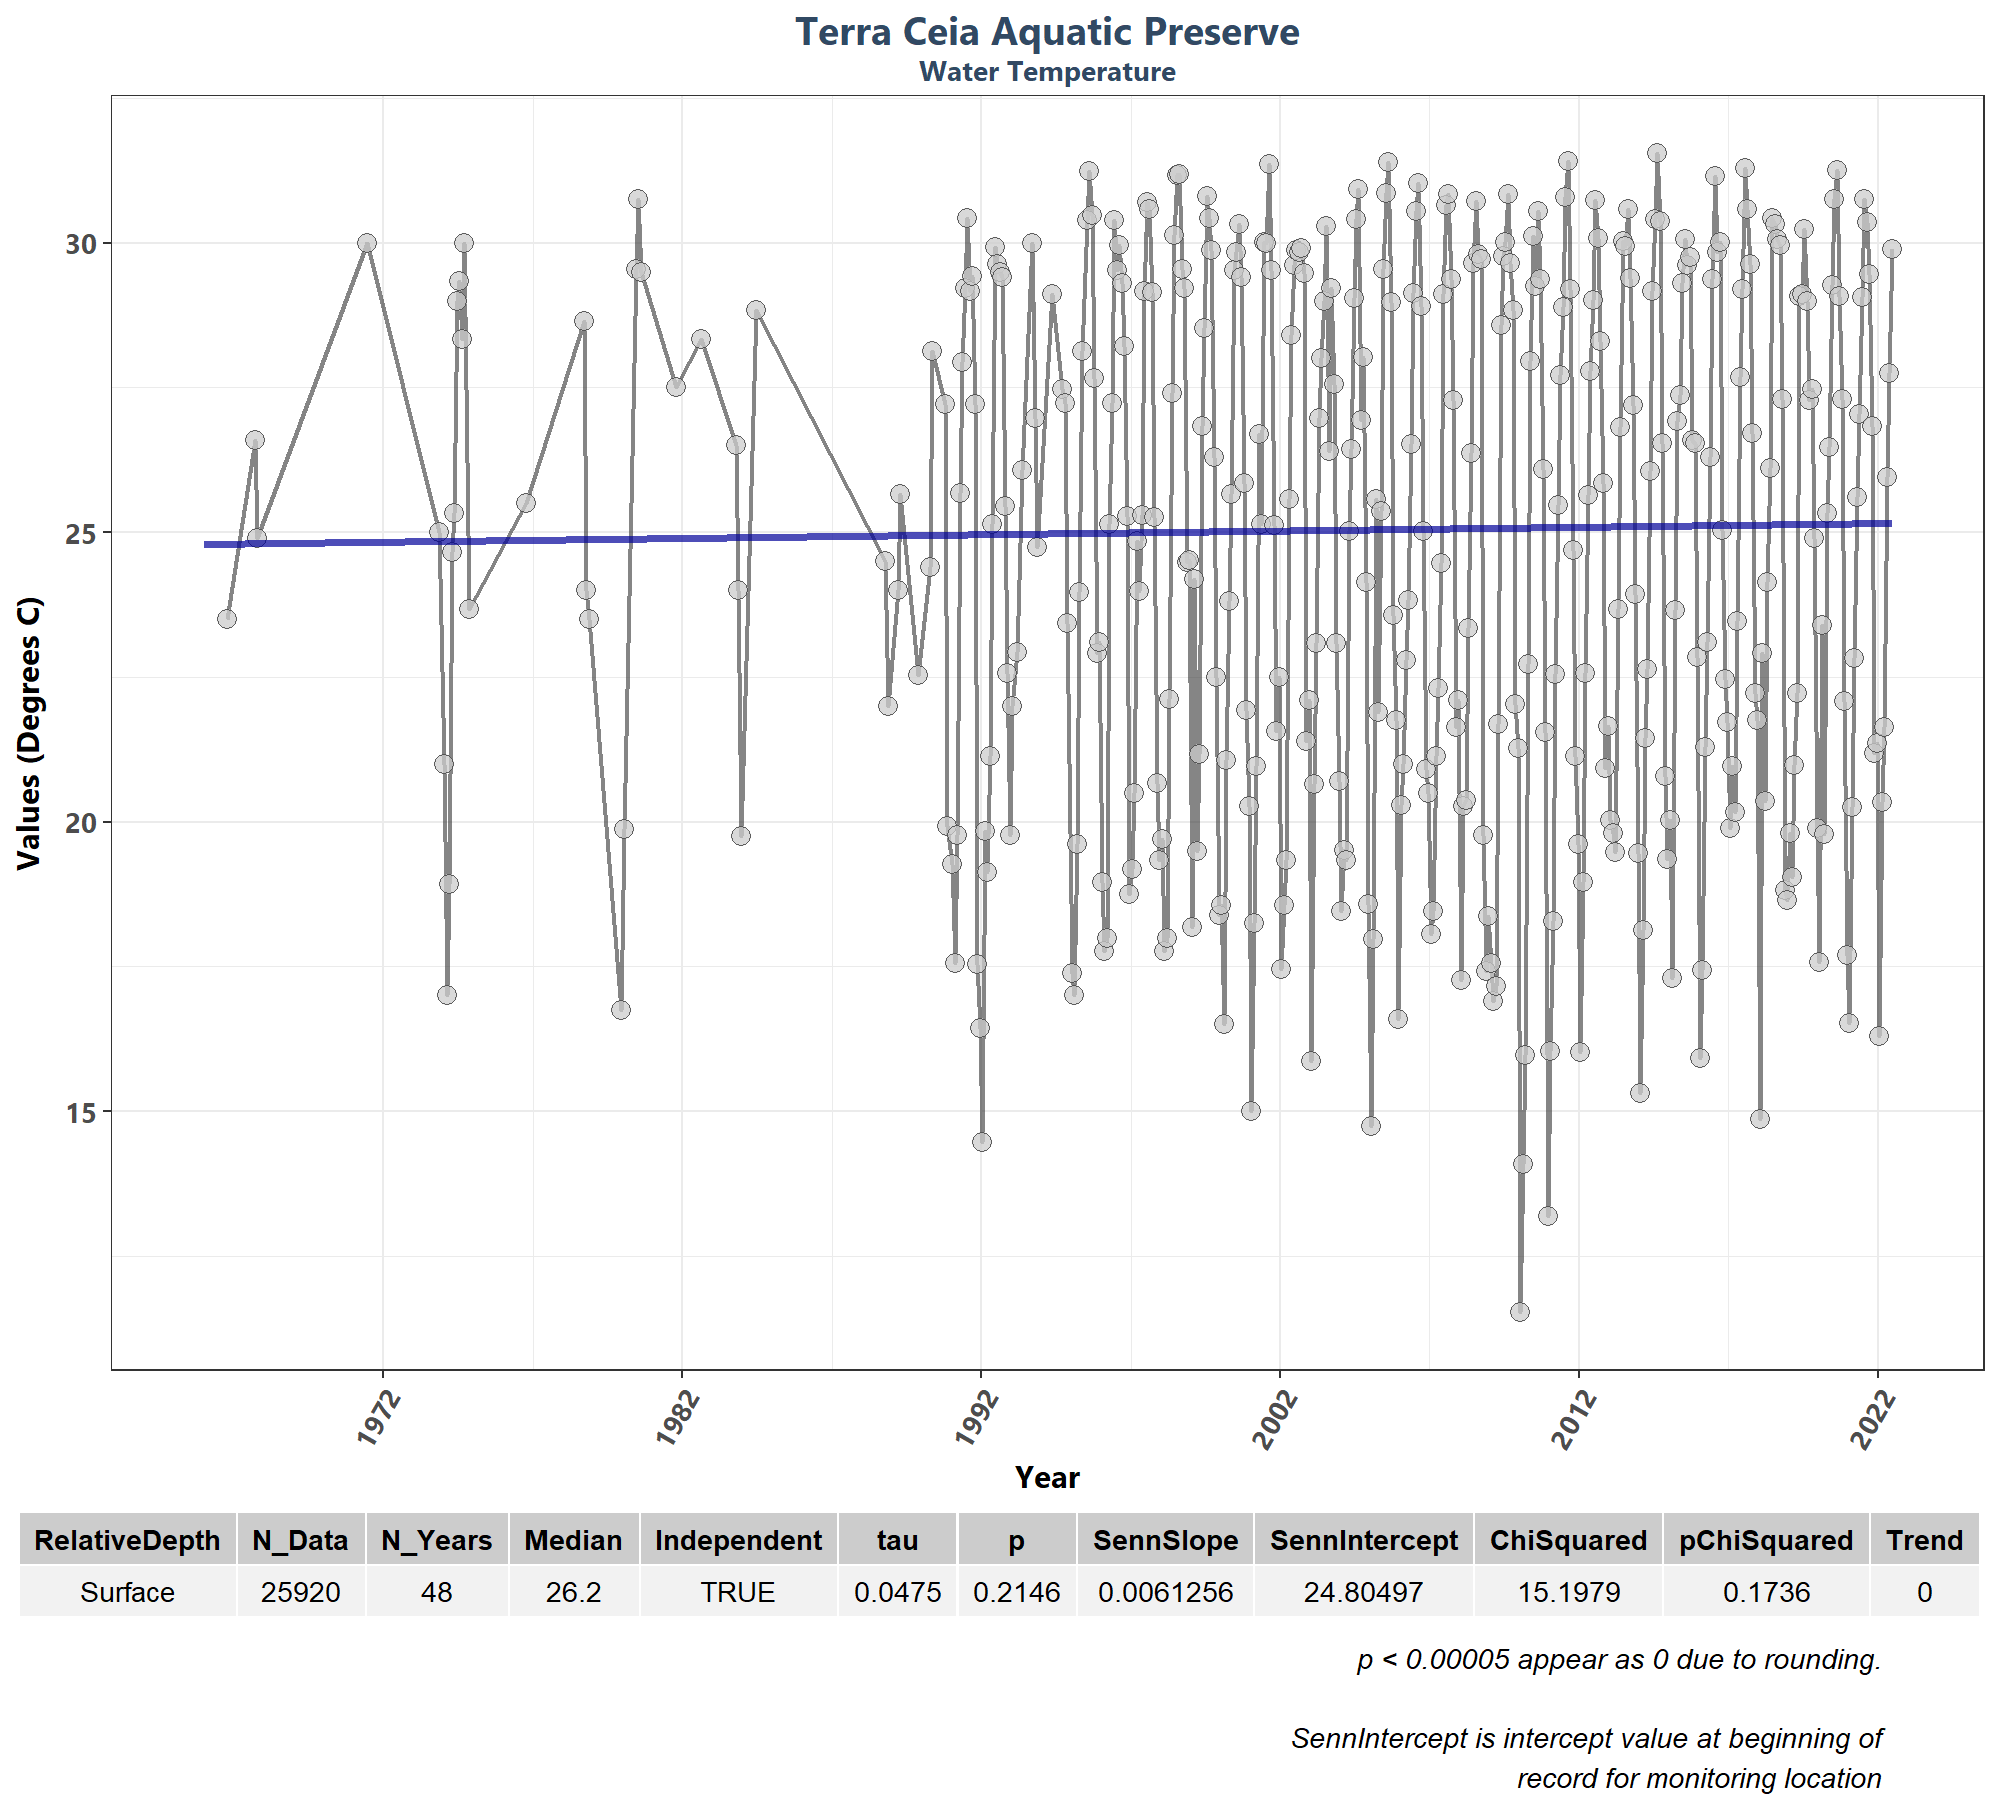 Terra Ceia Aquatic Preserve
Water Temperature
Values (Degrees C)
30
25
20
15
1972 1982 1992 2002 2012 2022
Year
RelativeDepth N_Data N_Years Median Independent tau p SennSlope SennIntercept ChiSquared pChiSquared Trend
Surface 25920 48 26.2 TRUE 0.0475 0.2146 0.0061256 24.80497 15.1979 0.1736 0
p < 0.00005 appear as 0 due to rounding.
SennIntercept is intercept value at beginning of
record for monitoring location